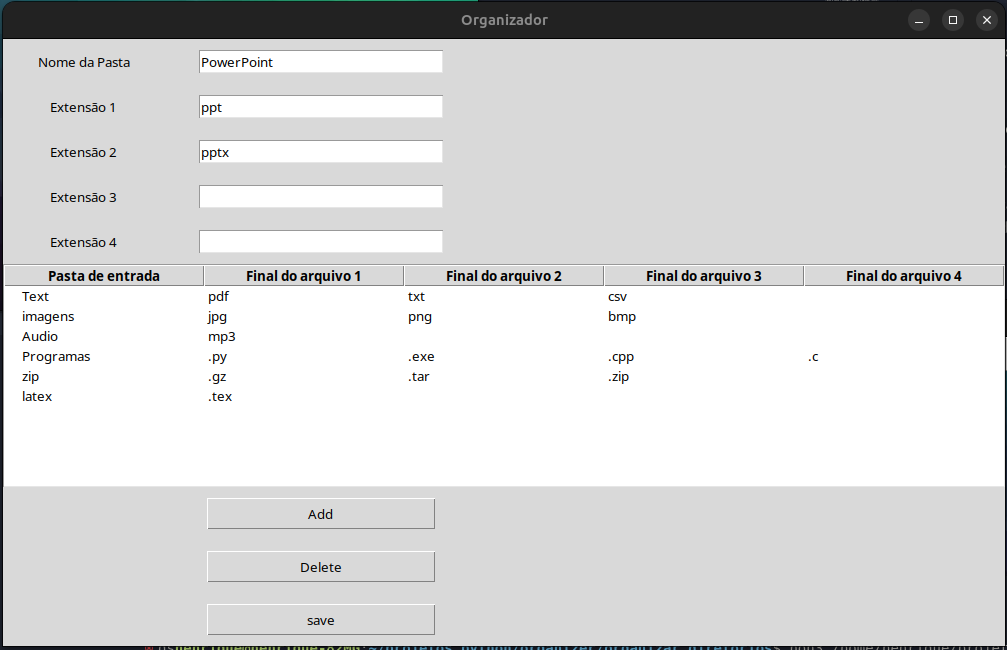 Organizador
Nome da Pasta PowerPoint
Extensão 1 ppt
Extensão 2 pptx
Extensão 3
Extensão 4
Pasta de entrada Final do arquivo 1 Final do arquivo 2 Final do arquivo 3 Final do arquivo 4
Text pdf txt csv
imagens jpg png bmp
Audio mp3
Programas .py .exe .cpp .c
zip .gz .tar .zip
latex .tex
Add
Delete
save